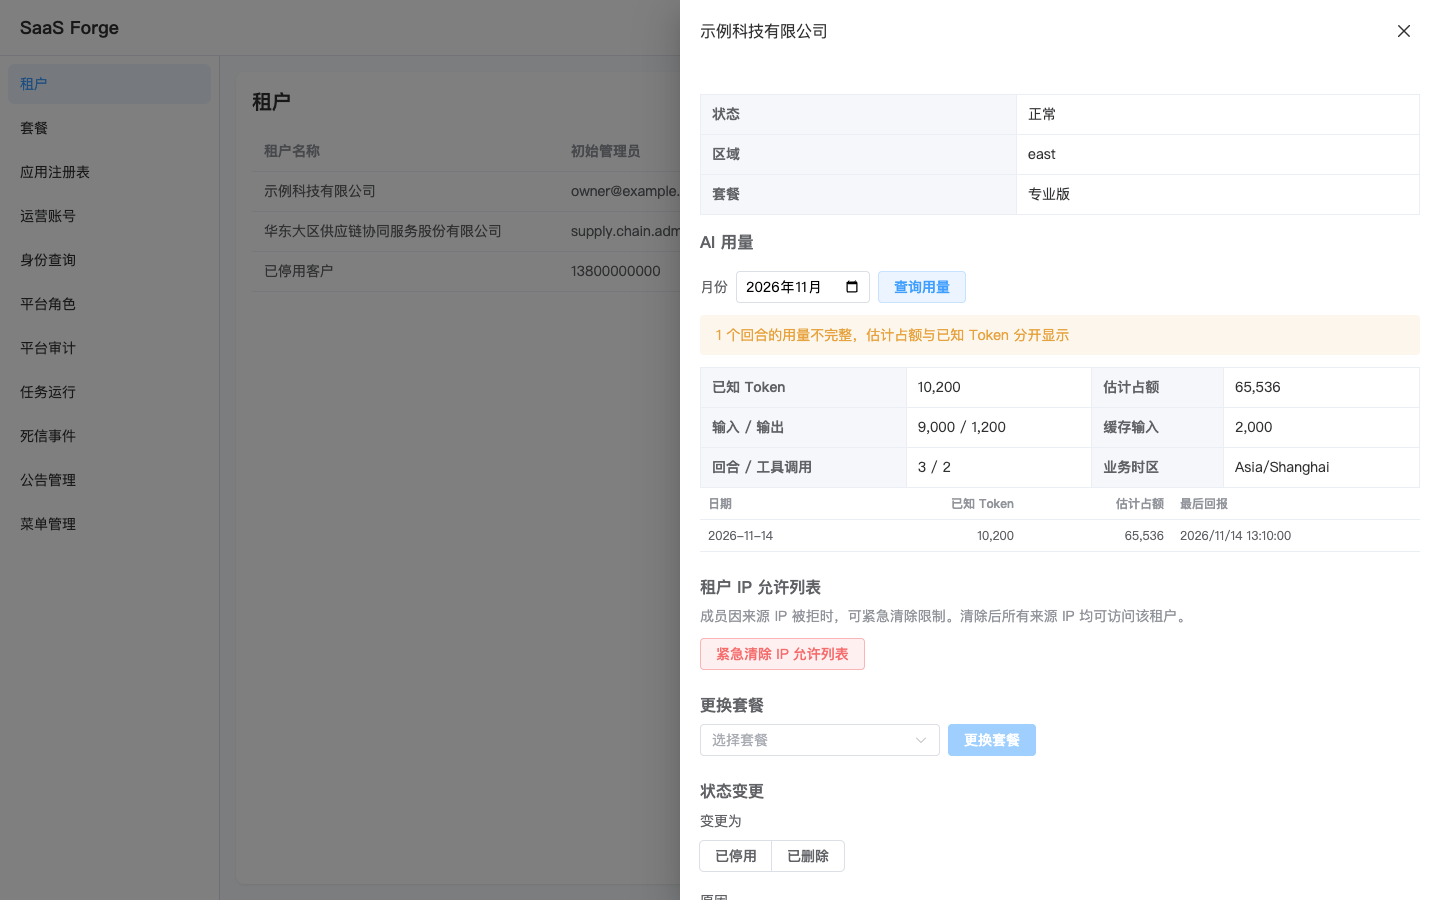 SaaS Forge
租户
套餐
应用注册表
运营账号
身份查询
平台角色
平台审计
任务运行
死信事件
公告管理
菜单管理
租户
租户名称 初始管理员
示例科技有限公司 owner@example.
华东大区供应链协同服务股份有限公司 supply.chain.adm
已停用客户 13800000000
示例科技有限公司
状态 正常
区域 east
套餐 专业版
AI 用量
月份 2026年11月 查询用量
1 个回合的用量不完整，估计占额与已知 Token 分开显示
已知 Token 10,200 估计占额 65,536
输入 / 输出 9,000 / 1,200 缓存输入 2,000
回合 / 工具调用 3 / 2 业务时区 Asia/Shanghai
日期 已知 Token 估计占额 最后回报
2026-11-14 10,200 65,536 2026/11/14 13:10:00
租户 IP 允许列表
成员因来源 IP 被拒时，可紧急清除限制。清除后所有来源 IP 均可访问该租户。
紧急清除 IP 允许列表
更换套餐
选择套餐 更换套餐
状态变更
变更为
已停用 已删除